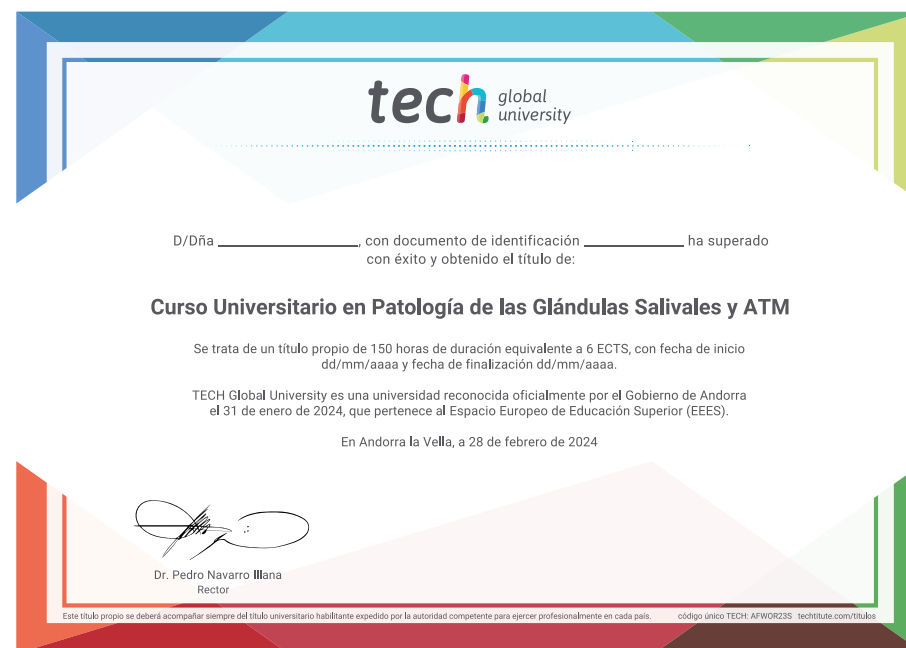 tech global university
D/Dña ____________________, con documento de identificación ______________ ha superado
con éxito y obtenido el título de:
Curso Universitario en Patología de las Glándulas Salivales y ATM
Se trata de un título propio de 150 horas de duración equivalente a 6 ECTS, con fecha de inicio
dd/mm/aaaa y fecha de finalización dd/mm/aaaa.
TECH Global University es una universidad reconocida oficialmente por el Gobierno de Andorra
el 31 de enero de 2024, que pertenece al Espacio Europeo de Educación Superior (EEES).
En Andorra la Vella, a 28 de febrero de 2024
Dr. Pedro Navarro Illana
Rector
Este título propio se deberá acompañar siempre del título universitario habilitante expedido por la autoridad competente para ejercer profesionalmente en cada país. código único TECH: AFWOR23S techtitute.com/titulos